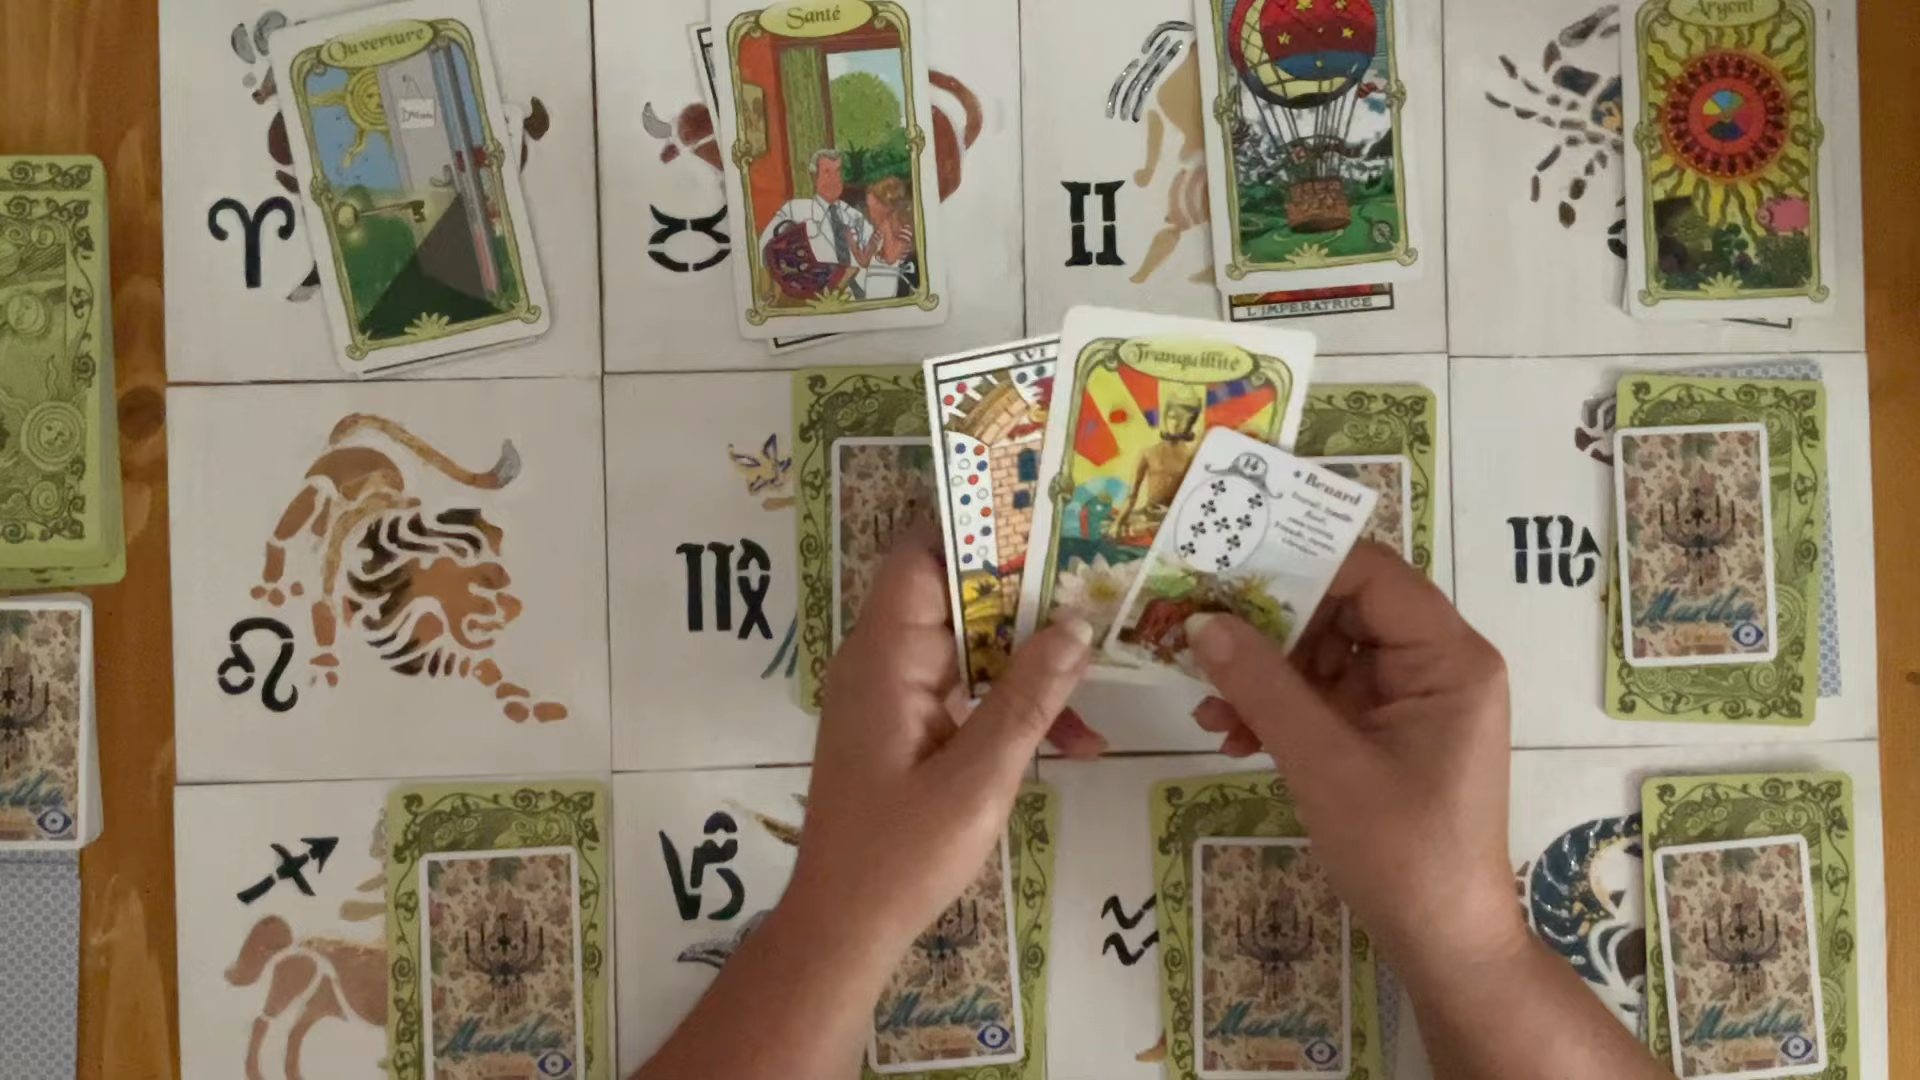 Ouverture
Santé
Argent
L'IMPERATRICE
XVI
Tranquillité
14
Renard
Martha
Martha
Martha
Martha
Martha
Martha